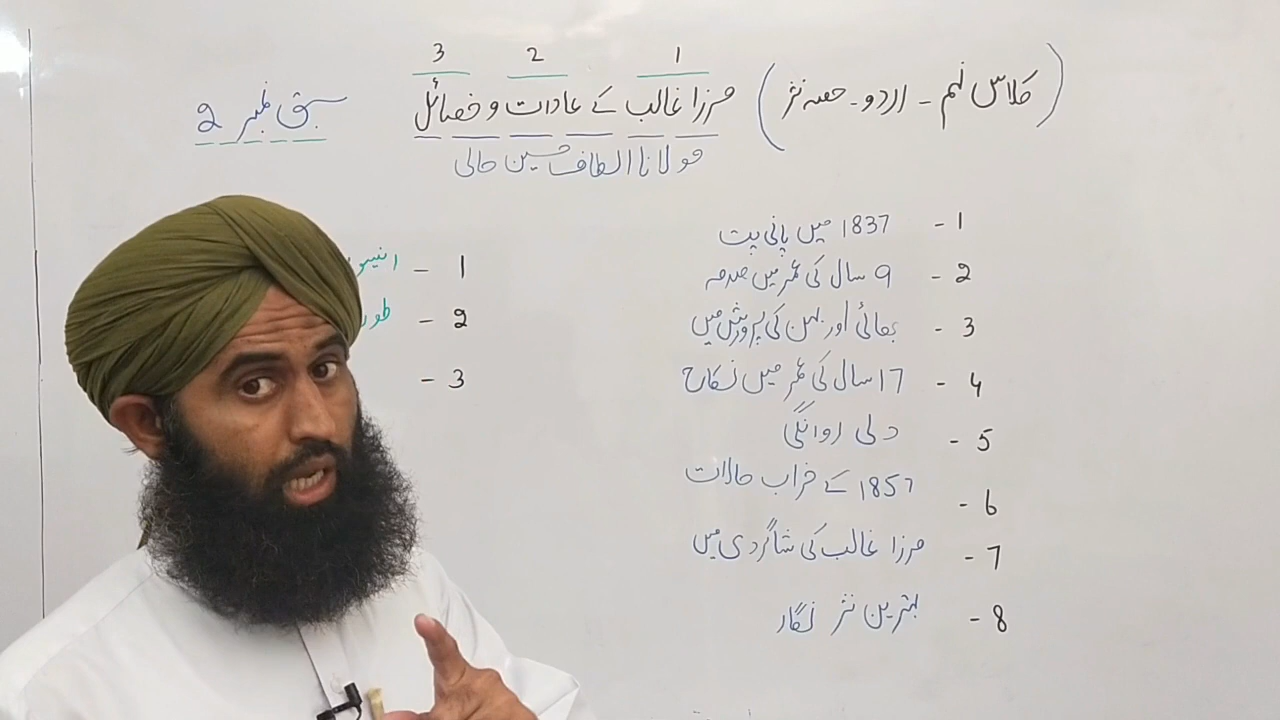 (کلاس نہم - اردو - حصہ نثر)
1 2 3
مرزا غالب کے عادات و خصائل
سبق نمبر 2
مولانا الطاف حسین حالی
1 - 1837 میں پانی پت
2 - 9 سال کی عمر میں صدمہ
3 - بھائی اور بہن کی پرورش میں
4 - 17 سال کی عمر میں نکاح
5 - دلی روانگی
6 - 1857 کے خراب حالات
7 - مرزا غالب کی شاگردی میں
8 - بہترین نثر نگار
1 -
2 -
3 -